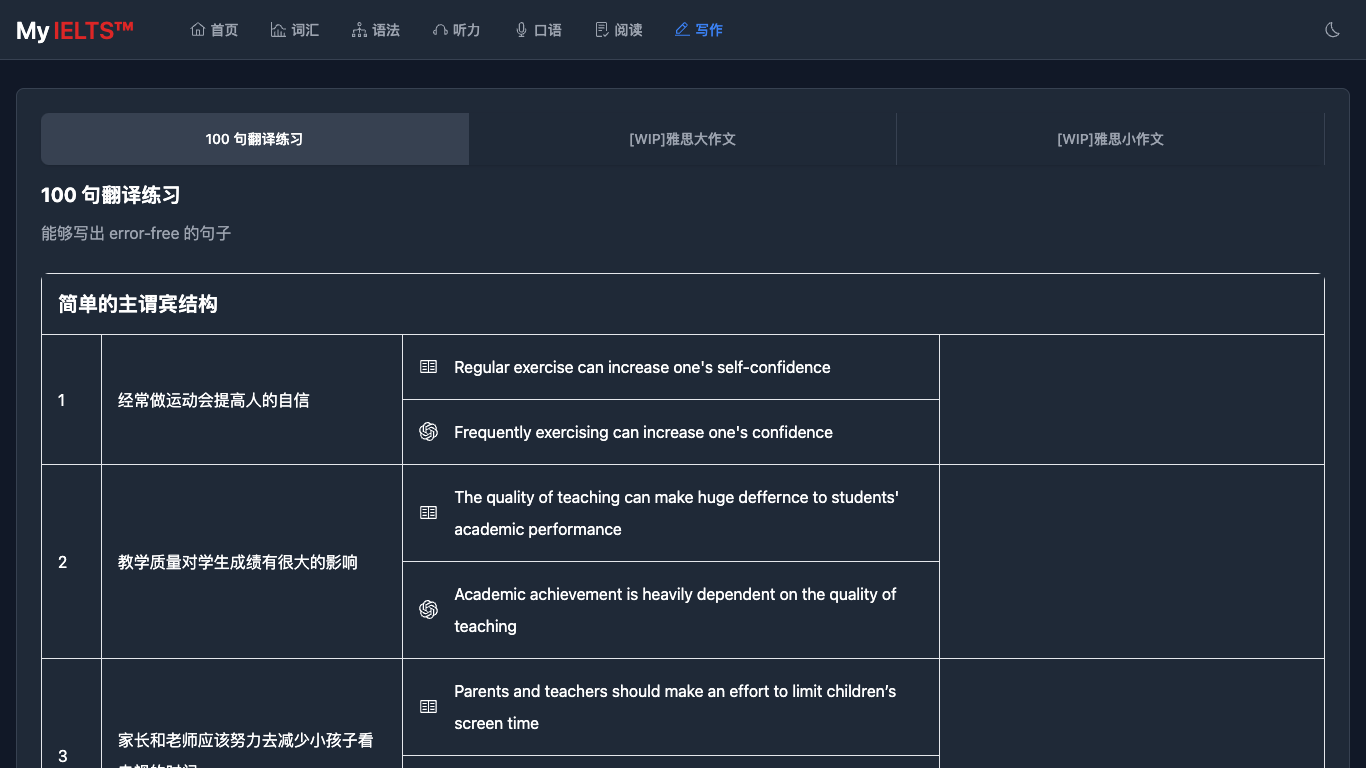 My IELTS™
首页
词汇
语法
听力
口语
阅读
写作
100 句翻译练习
[WIP]雅思大作文
[WIP]雅思小作文
100 句翻译练习
能够写出 error-free 的句子
简单的主谓宾结构
1
经常做运动会提高人的自信
Regular exercise can increase one's self-confidence
Frequently exercising can increase one's confidence
2
教学质量对学生成绩有很大的影响
The quality of teaching can make huge deffernce to students'
academic performance
Academic achievement is heavily dependent on the quality of
teaching
3
家长和老师应该努力去减少小孩子看
Parents and teachers should make an effort to limit children’s
screen time